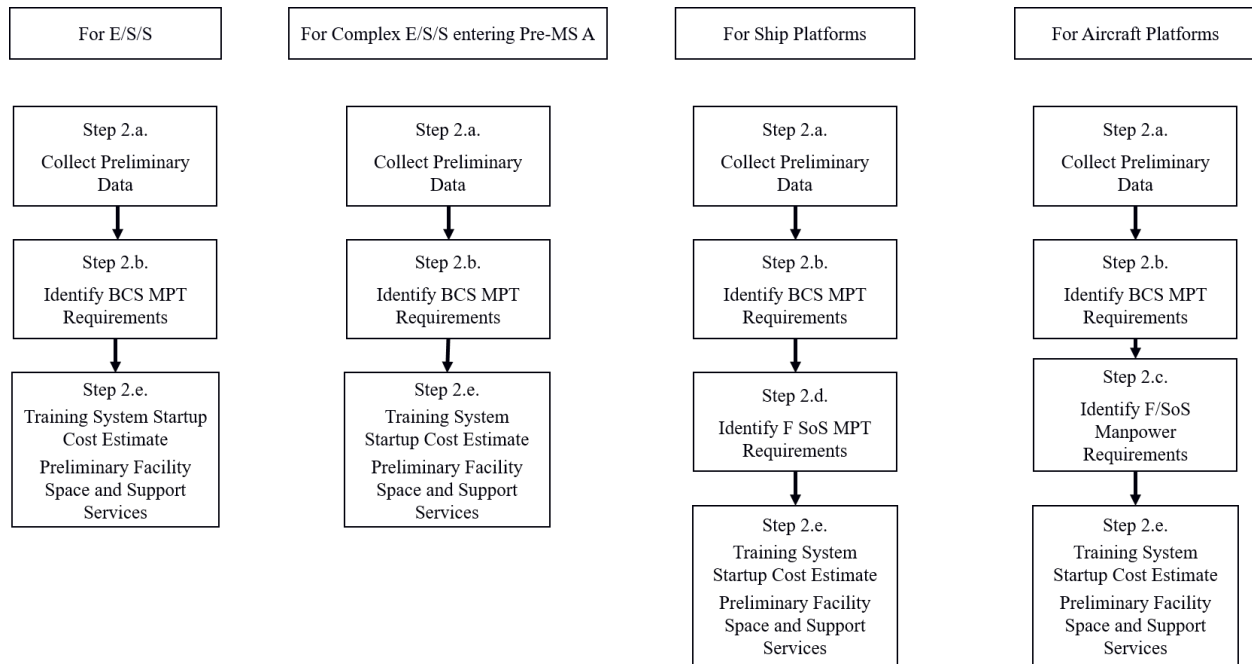 For E/S/S
For Complex E/S/S entering Pre-MS A
For Ship Platforms
For Aircraft Platforms
Step 2.a.
Collect Preliminary
Data
Step 2.b.
Identify BCS MPT
Requirements
Step 2.e.
Training System Startup
Cost Estimate
Preliminary Facility
Space and Support
Services
Step 2.a.
Collect Preliminary
Data
Step 2.b.
Identify BCS MPT
Requirements
Step 2.e.
Training System
Startup Cost Estimate
Preliminary Facility
Space and Support
Services
Step 2.a.
Collect Preliminary
Data
Step 2.b.
Identify BCS MPT
Requirements
Step 2.d.
Identify F SoS MPT
Requirements
Step 2.e.
Training System
Startup Cost Estimate
Preliminary Facility
Space and Support
Services
Step 2.a.
Collect Preliminary
Data
Step 2.b.
Identify BCS MPT
Requirements
Step 2.c.
Identify F/SoS
Manpower
Requirements
Step 2.e.
Training System
Startup Cost Estimate
Preliminary Facility
Space and Support
Services